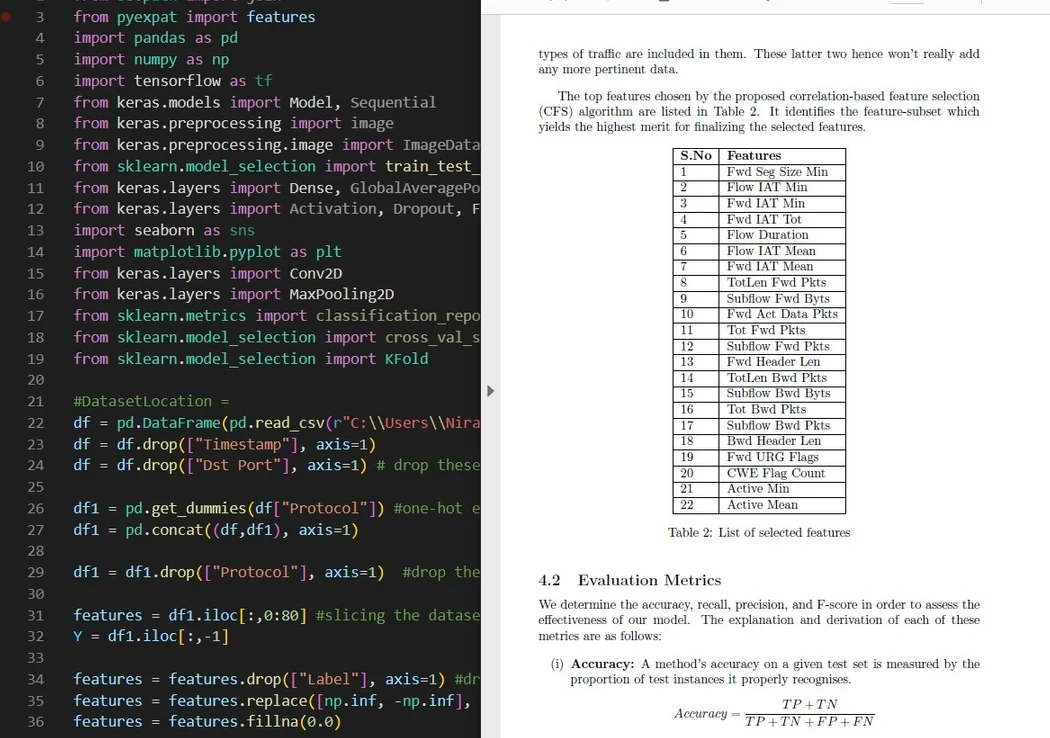 3 from pyexpat import features
4 import pandas as pd
5 import numpy as np
6 import tensorflow as tf
7 from keras.models import Model, Sequential
8 from keras.preprocessing import image
9 from keras.preprocessing.image import ImageData
10 from sklearn.model_selection import train_test_
11 from keras.layers import Dense, GlobalAveragePo
12 from keras.layers import Activation, Dropout, F
13 import seaborn as sns
14 import matplotlib.pyplot as plt
15 from keras.layers import Conv2D
16 from keras.layers import MaxPooling2D
17 from sklearn.metrics import classification_repo
18 from sklearn.model_selection import cross_val_s
19 from sklearn.model_selection import KFold
20
21 #DatasetLocation =
22 df = pd.DataFrame(pd.read_csv(r"C:\\Users\\Nira
23 df = df.drop(["Timestamp"], axis=1)
24 df = df.drop(["Dst Port"], axis=1) # drop these
25
26 df1 = pd.get_dummies(df["Protocol"]) #one-hot e
27 df1 = pd.concat((df,df1), axis=1)
28
29 df1 = df1.drop(["Protocol"], axis=1)  #drop the
30
31 features = df1.iloc[:,0:80] #slicing the datase
32 Y = df1.iloc[:,-1]
33
34 features = features.drop(["Label"], axis=1) #dr
35 features = features.replace([np.inf, -np.inf],
36 features = features.fillna(0.0)
types of traffic are included in them. These latter two hence won't really add
any more pertinent data.
The top features chosen by the proposed correlation-based feature selection
(CFS) algorithm are listed in Table 2. It identifies the feature-subset which
yields the highest merit for finalizing the selected features.
S.No Features
1 Fwd Seg Size Min
2 Flow IAT Min
3 Fwd IAT Min
4 Fwd IAT Tot
5 Flow Duration
6 Flow IAT Mean
7 Fwd IAT Mean
8 TotLen Fwd Pkts
9 Subflow Fwd Byts
10 Fwd Act Data Pkts
11 Tot Fwd Pkts
12 Subflow Fwd Pkts
13 Fwd Header Len
14 TotLen Bwd Pkts
15 Subflow Bwd Byts
16 Tot Bwd Pkts
17 Subflow Bwd Pkts
18 Bwd Header Len
19 Fwd URG Flags
20 CWE Flag Count
21 Active Min
22 Active Mean
Table 2: List of selected features
4.2 Evaluation Metrics
We determine the accuracy, recall, precision, and F-score in order to assess the
effectiveness of our model. The explanation and derivation of each of these
metrics are as follows:
(i) Accuracy: A method's accuracy on a given test set is measured by the
proportion of test instances it properly recognises.
TP + TN
Accuracy =
TP + TN + FP + FN